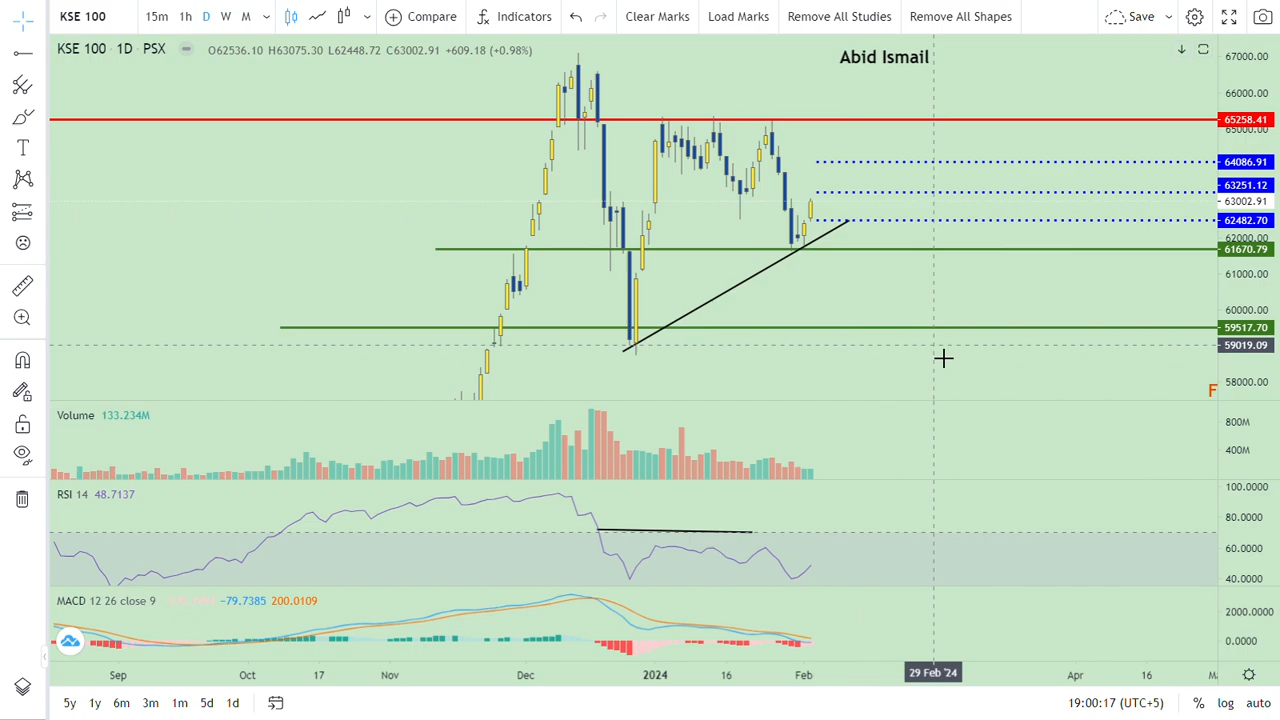 KSE 100 15m 1h D W M Compare Indicators Clear Marks Load Marks Remove All Studies Remove All Shapes Save
KSE 100 · 1D · PSX O62536.10 H63075.30 L62448.72 C63002.91 +609.18 (+0.98%)
Abid Ismail
67000.00
66000.00
65258.41
65000.00
64086.91
63251.12
63002.91
62482.70
62000.00
61670.79
61000.00
60000.00
59517.70
59019.09
58000.00
F
Volume 133.234M
800M
400M
RSI 14 48.7137
100.0000
80.0000
60.0000
40.0000
MACD 12 26 close 9 −79.7385 200.0109
2000.0000
0.0000
Sep Oct 17 Nov Dec 2024 16 Feb 29 Feb '24 Apr 16
5y 1y 6m 3m 1m 5d 1d 19:00:17 (UTC+5) % log auto